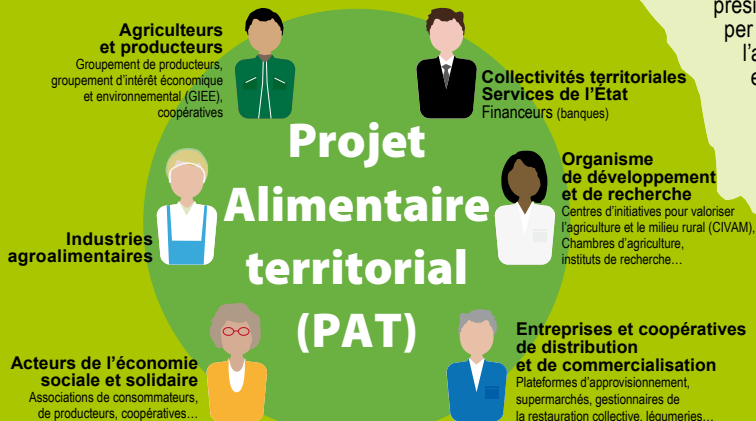 Agriculteurs
et producteurs
Groupement de producteurs,
groupement d'intérêt économique
et environnemental (GIEE),
coopératives
Collectivités territoriales
Services de l'État
Financeurs (banques)
Projet
Alimentaire
territorial
(PAT)
Industries
agroalimentaires
Organisme
de développement
et de recherche
Centres d'initiatives pour valoriser
l'agriculture et le milieu rural (CIVAM),
Chambres d'agriculture,
instituts de recherche…
Acteurs de l'économie
sociale et solidaire
Associations de consommateurs,
de producteurs, coopératives…
Entreprises et coopératives
de distribution
et de commercialisation
Plateformes d'approvisionnement,
supermarchés, gestionnaires de
la restauration collective, légumeries…
per